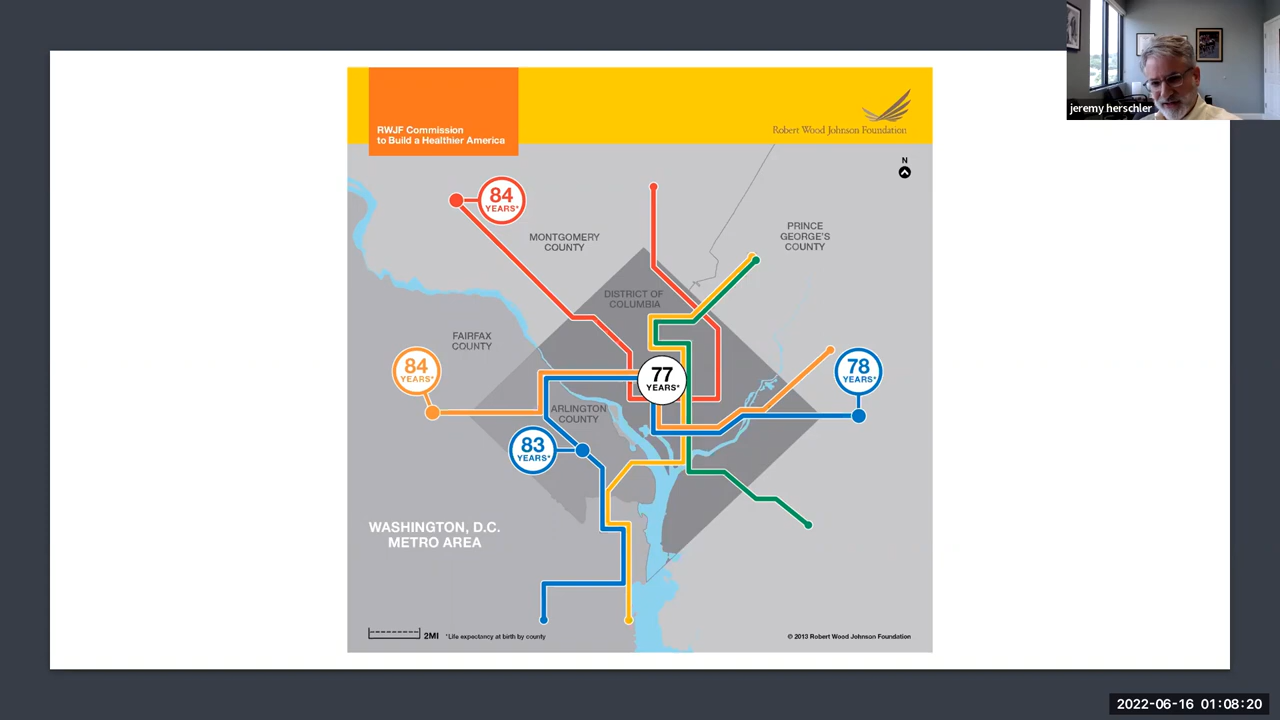 jeremy herschler
RWJF Commission
to Build a Healthier America
Robert Wood Johnson Foundation
N
84
YEARS*
MONTGOMERY
COUNTY
PRINCE
GEORGE'S
COUNTY
DISTRICT OF
COLUMBIA
FAIRFAX
COUNTY
84
YEARS*
77
YEARS*
78
YEARS*
ARLINGTON
COUNTY
83
YEARS*
WASHINGTON, D.C.
METRO AREA
2MI
*Life expectancy at birth by county
© 2013 Robert Wood Johnson Foundation
2022-06-16 01:08:20